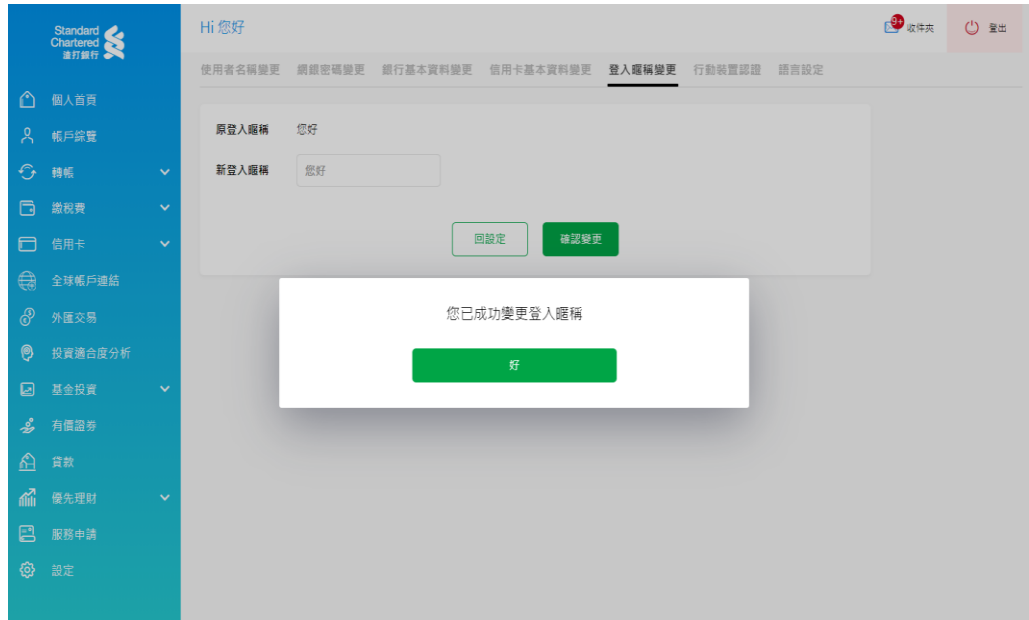 Standard
Chartered
渣打銀行
個人首頁
帳戶綜覽
轉帳
繳稅費
信用卡
全球帳戶連結
外匯交易
投資適合度分析
基金投資
有價證券
貸款
優先理財
服務申請
設定
Hi 您好
9+
收件夾
登出
使用者名稱變更 網銀密碼變更 銀行基本資料變更 信用卡基本資料變更 登入暱稱變更 行動裝置認證 語言設定
原登入暱稱 您好
新登入暱稱 您好
回設定 確認變更
您已成功變更登入暱稱
好